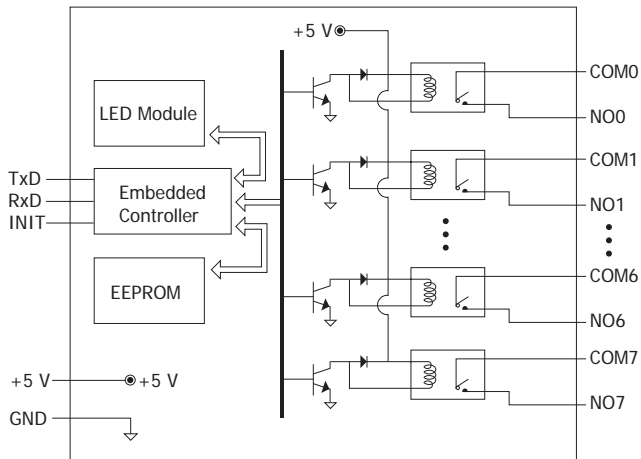 +5 V
COM0
NO0
LED Module
COM1
NO1
TxD
RxD
INIT
Embedded
Controller
COM6
NO6
EEPROM
COM7
NO7
+5 V
+5 V
GND